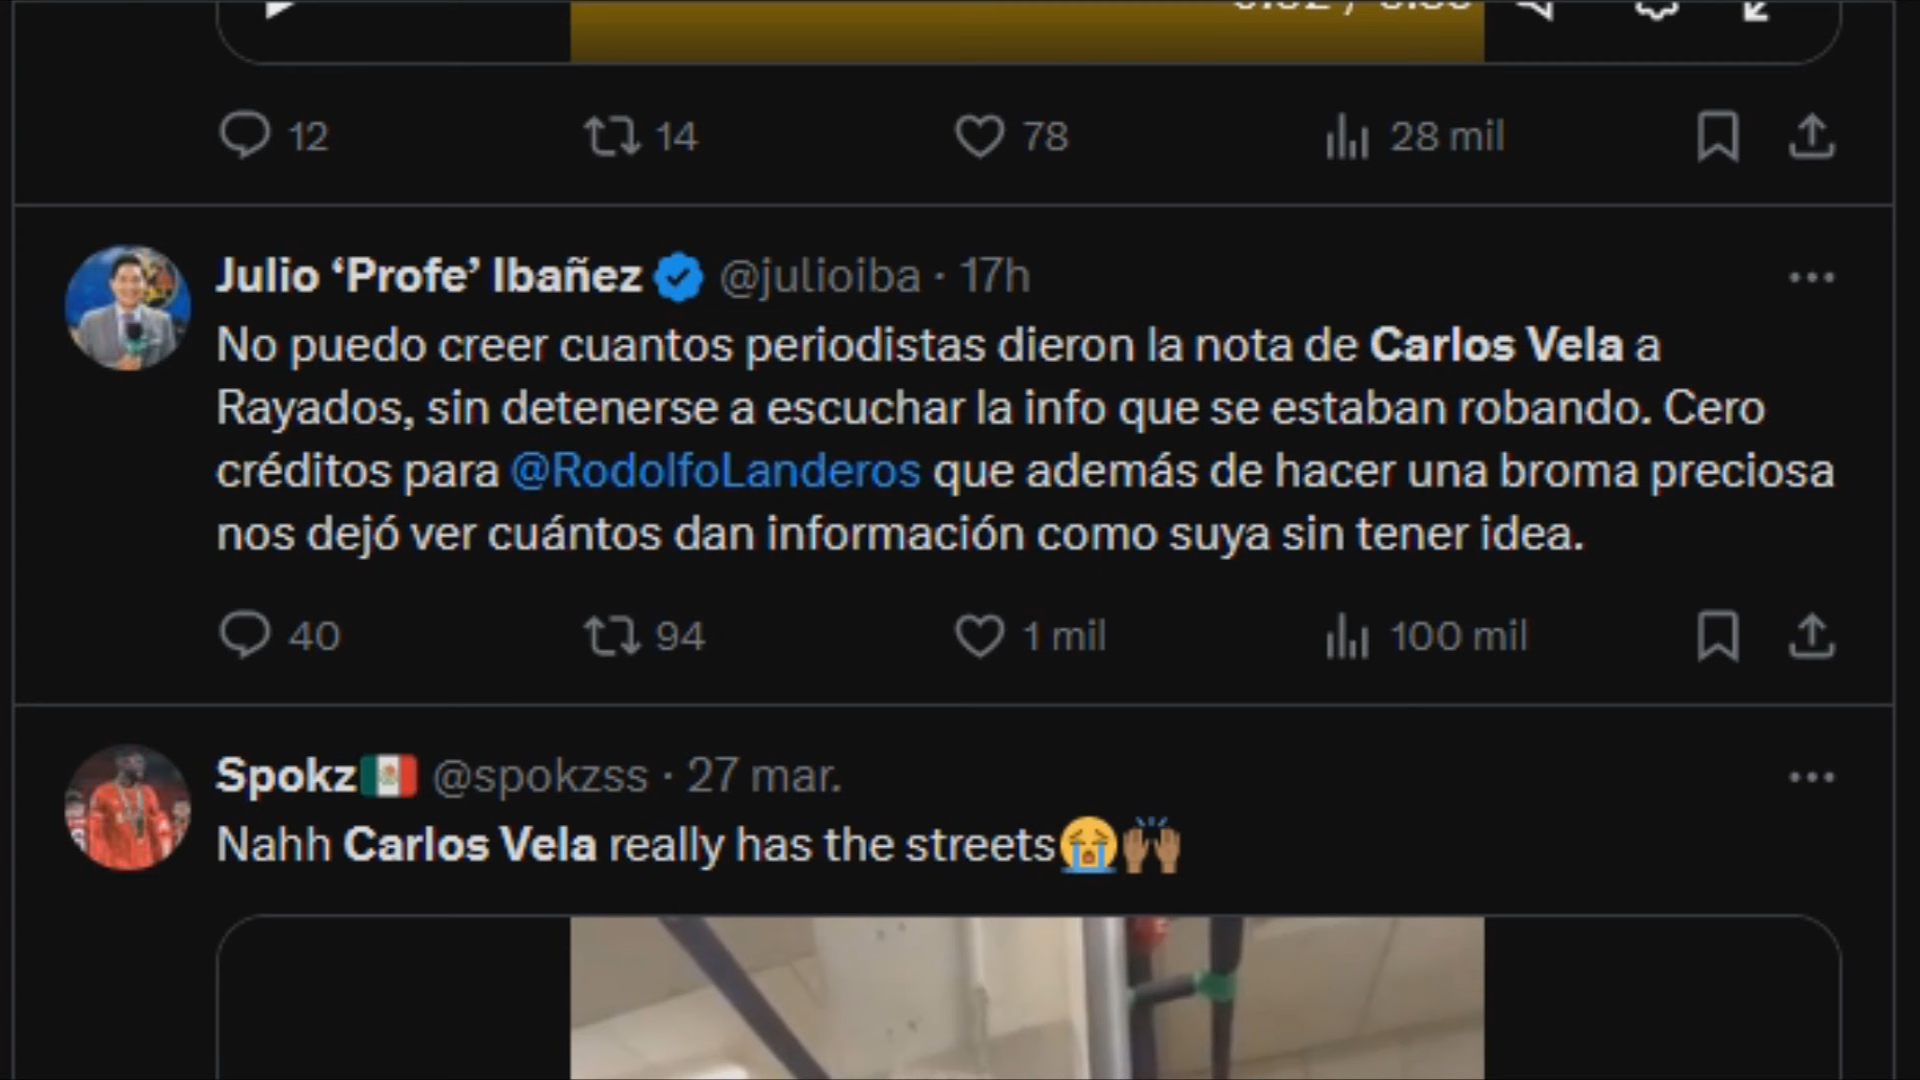 12 14 78 28 mil
Julio ‘Profe’ Ibañez @julioiba · 17h
No puedo creer cuantos periodistas dieron la nota de Carlos Vela a
Rayados, sin detenerse a escuchar la info que se estaban robando. Cero
créditos para @RodolfoLanderos que además de hacer una broma preciosa
nos dejó ver cuántos dan información como suya sin tener idea.
40 94 1 mil 100 mil
Spokz🇲🇽 @spokzss · 27 mar.
Nahh Carlos Vela really has the streets😭🙌🏽